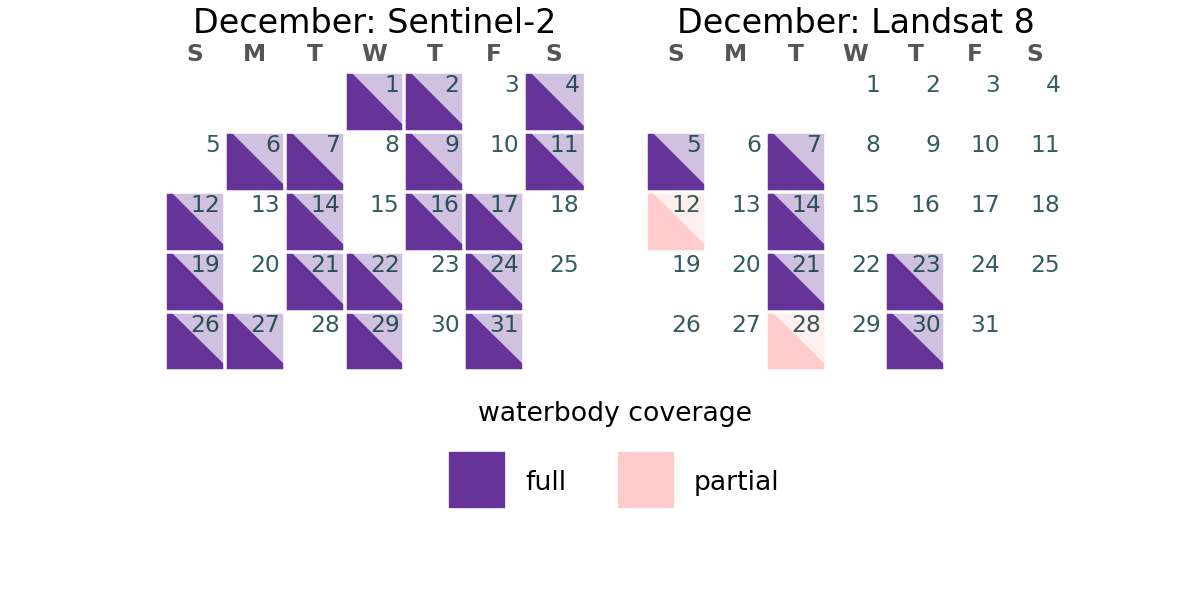 December: Sentinel-2
S M T W T F S
1 2 3 4
5 6 7 8 9 10 11
12 13 14 15 16 17 18
19 20 21 22 23 24 25
26 27 28 29 30 31
December: Landsat 8
S M T W T F S
1 2 3 4
5 6 7 8 9 10 11
12 13 14 15 16 17 18
19 20 21 22 23 24 25
26 27 28 29 30 31
waterbody coverage
full partial